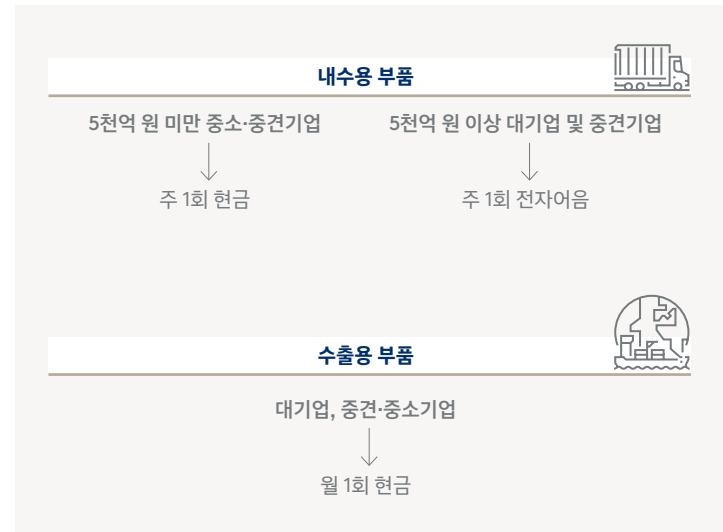 내수용 부품
5천억 원 미만 중소·중견기업
5천억 원 이상 대기업 및 중견기업
주 1회 현금
주 1회 전자어음
수출용 부품
대기업, 중견·중소기업
월 1회 현금